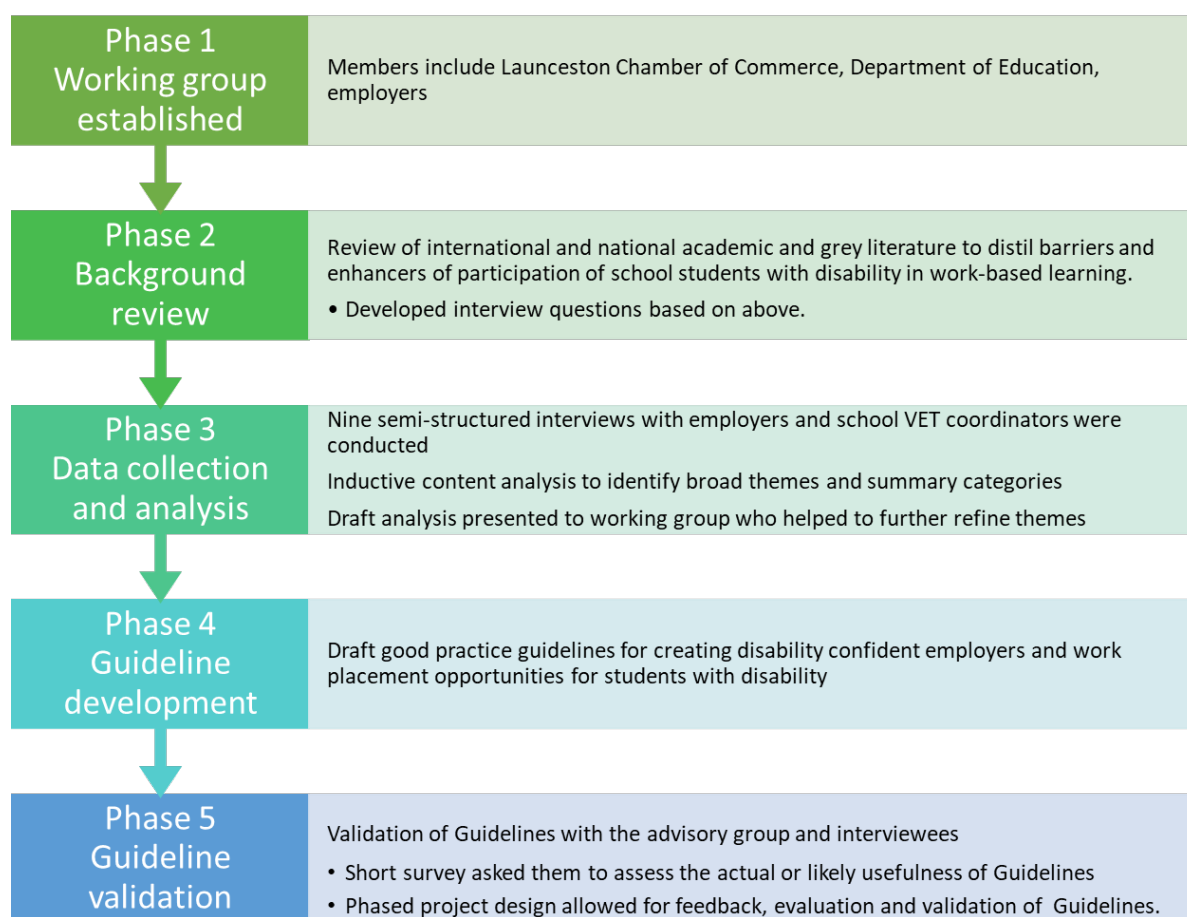 Phase 1
Working group
established
Members include Launceston Chamber of Commerce, Department of Education,
employers
Phase 2
Background
review
Review of international and national academic and grey literature to distil barriers and
enhancers of participation of school students with disability in work-based learning.
• Developed interview questions based on above.
Phase 3
Data collection
and analysis
Nine semi-structured interviews with employers and school VET coordinators were
conducted
Inductive content analysis to identify broad themes and summary categories
Draft analysis presented to working group who helped to further refine themes
Phase 4
Guideline
development
Draft good practice guidelines for creating disability confident employers and work
placement opportunities for students with disability
Phase 5
Guideline
validation
Validation of Guidelines with the advisory group and interviewees
• Short survey asked them to assess the actual or likely usefulness of Guidelines
• Phased project design allowed for feedback, evaluation and validation of Guidelines.